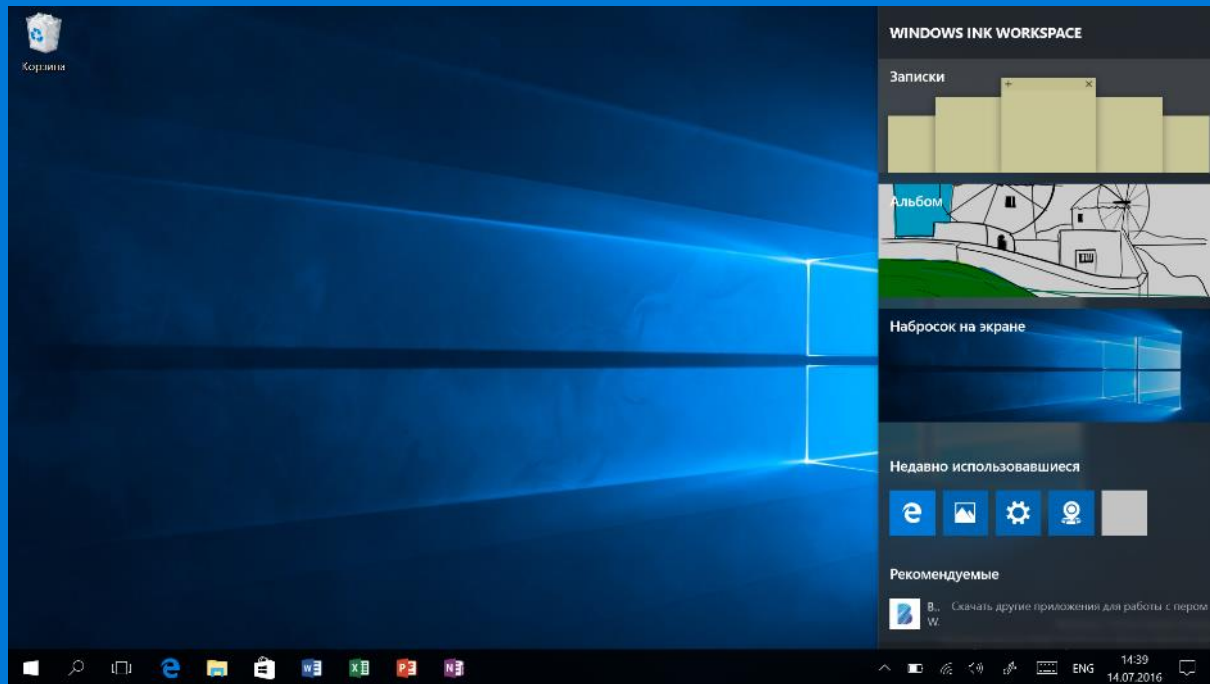 Корзина
WINDOWS INK WORKSPACE
Записки
Альбом
Набросок на экране
Недавно использовавшиеся
Рекомендуемые
B.. Скачать другие приложения для работы с пером
W.
ENG
14:39
14.07.2016